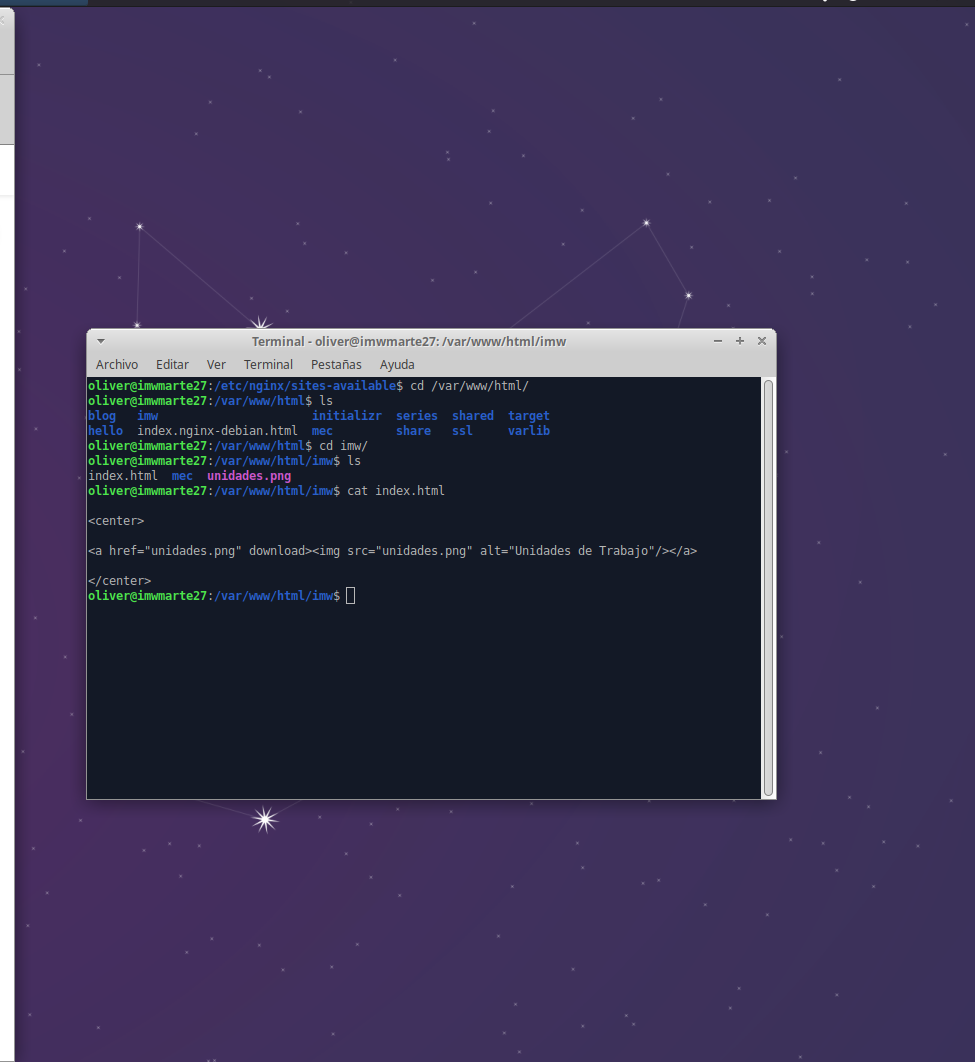 Terminal - oliver@imwmarte27: /var/www/html/imw
Archivo Editar Ver Terminal Pestañas Ayuda
oliver@imwmarte27:/etc/nginx/sites-available$ cd /var/www/html/
oliver@imwmarte27:/var/www/html$ ls
blog imw initializr series shared target
hello index.nginx-debian.html mec share ssl varlib
oliver@imwmarte27:/var/www/html$ cd imw/
oliver@imwmarte27:/var/www/html/imw$ ls
index.html mec unidades.png
oliver@imwmarte27:/var/www/html/imw$ cat index.html
<center>
<a href="unidades.png" download><img src="unidades.png" alt="Unidades de Trabajo"/></a>
</center>
oliver@imwmarte27:/var/www/html/imw$